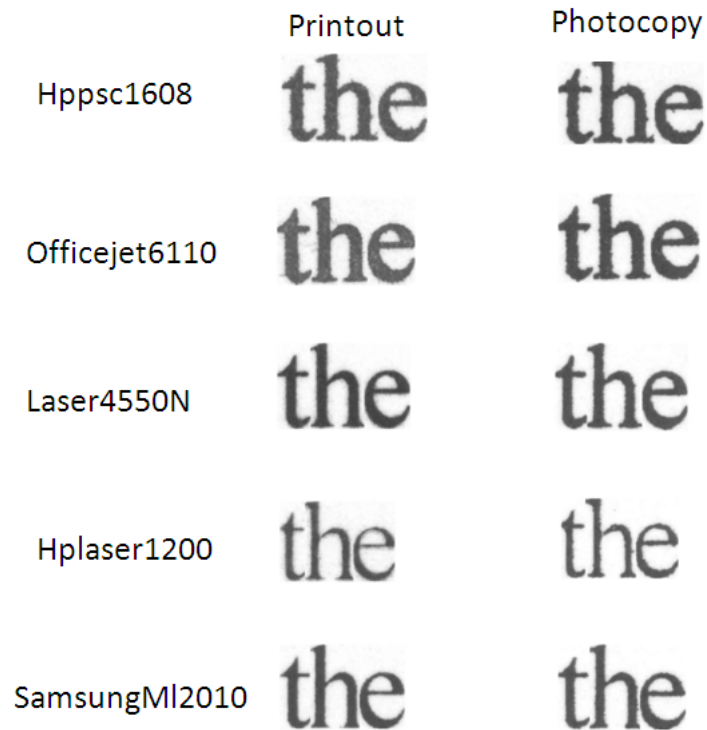 Printout Photocopy
Hppsc1608 the the
Officejet6110 the the
Laser4550N the the
Hplaser1200 the the
SamsungMl2010 the the